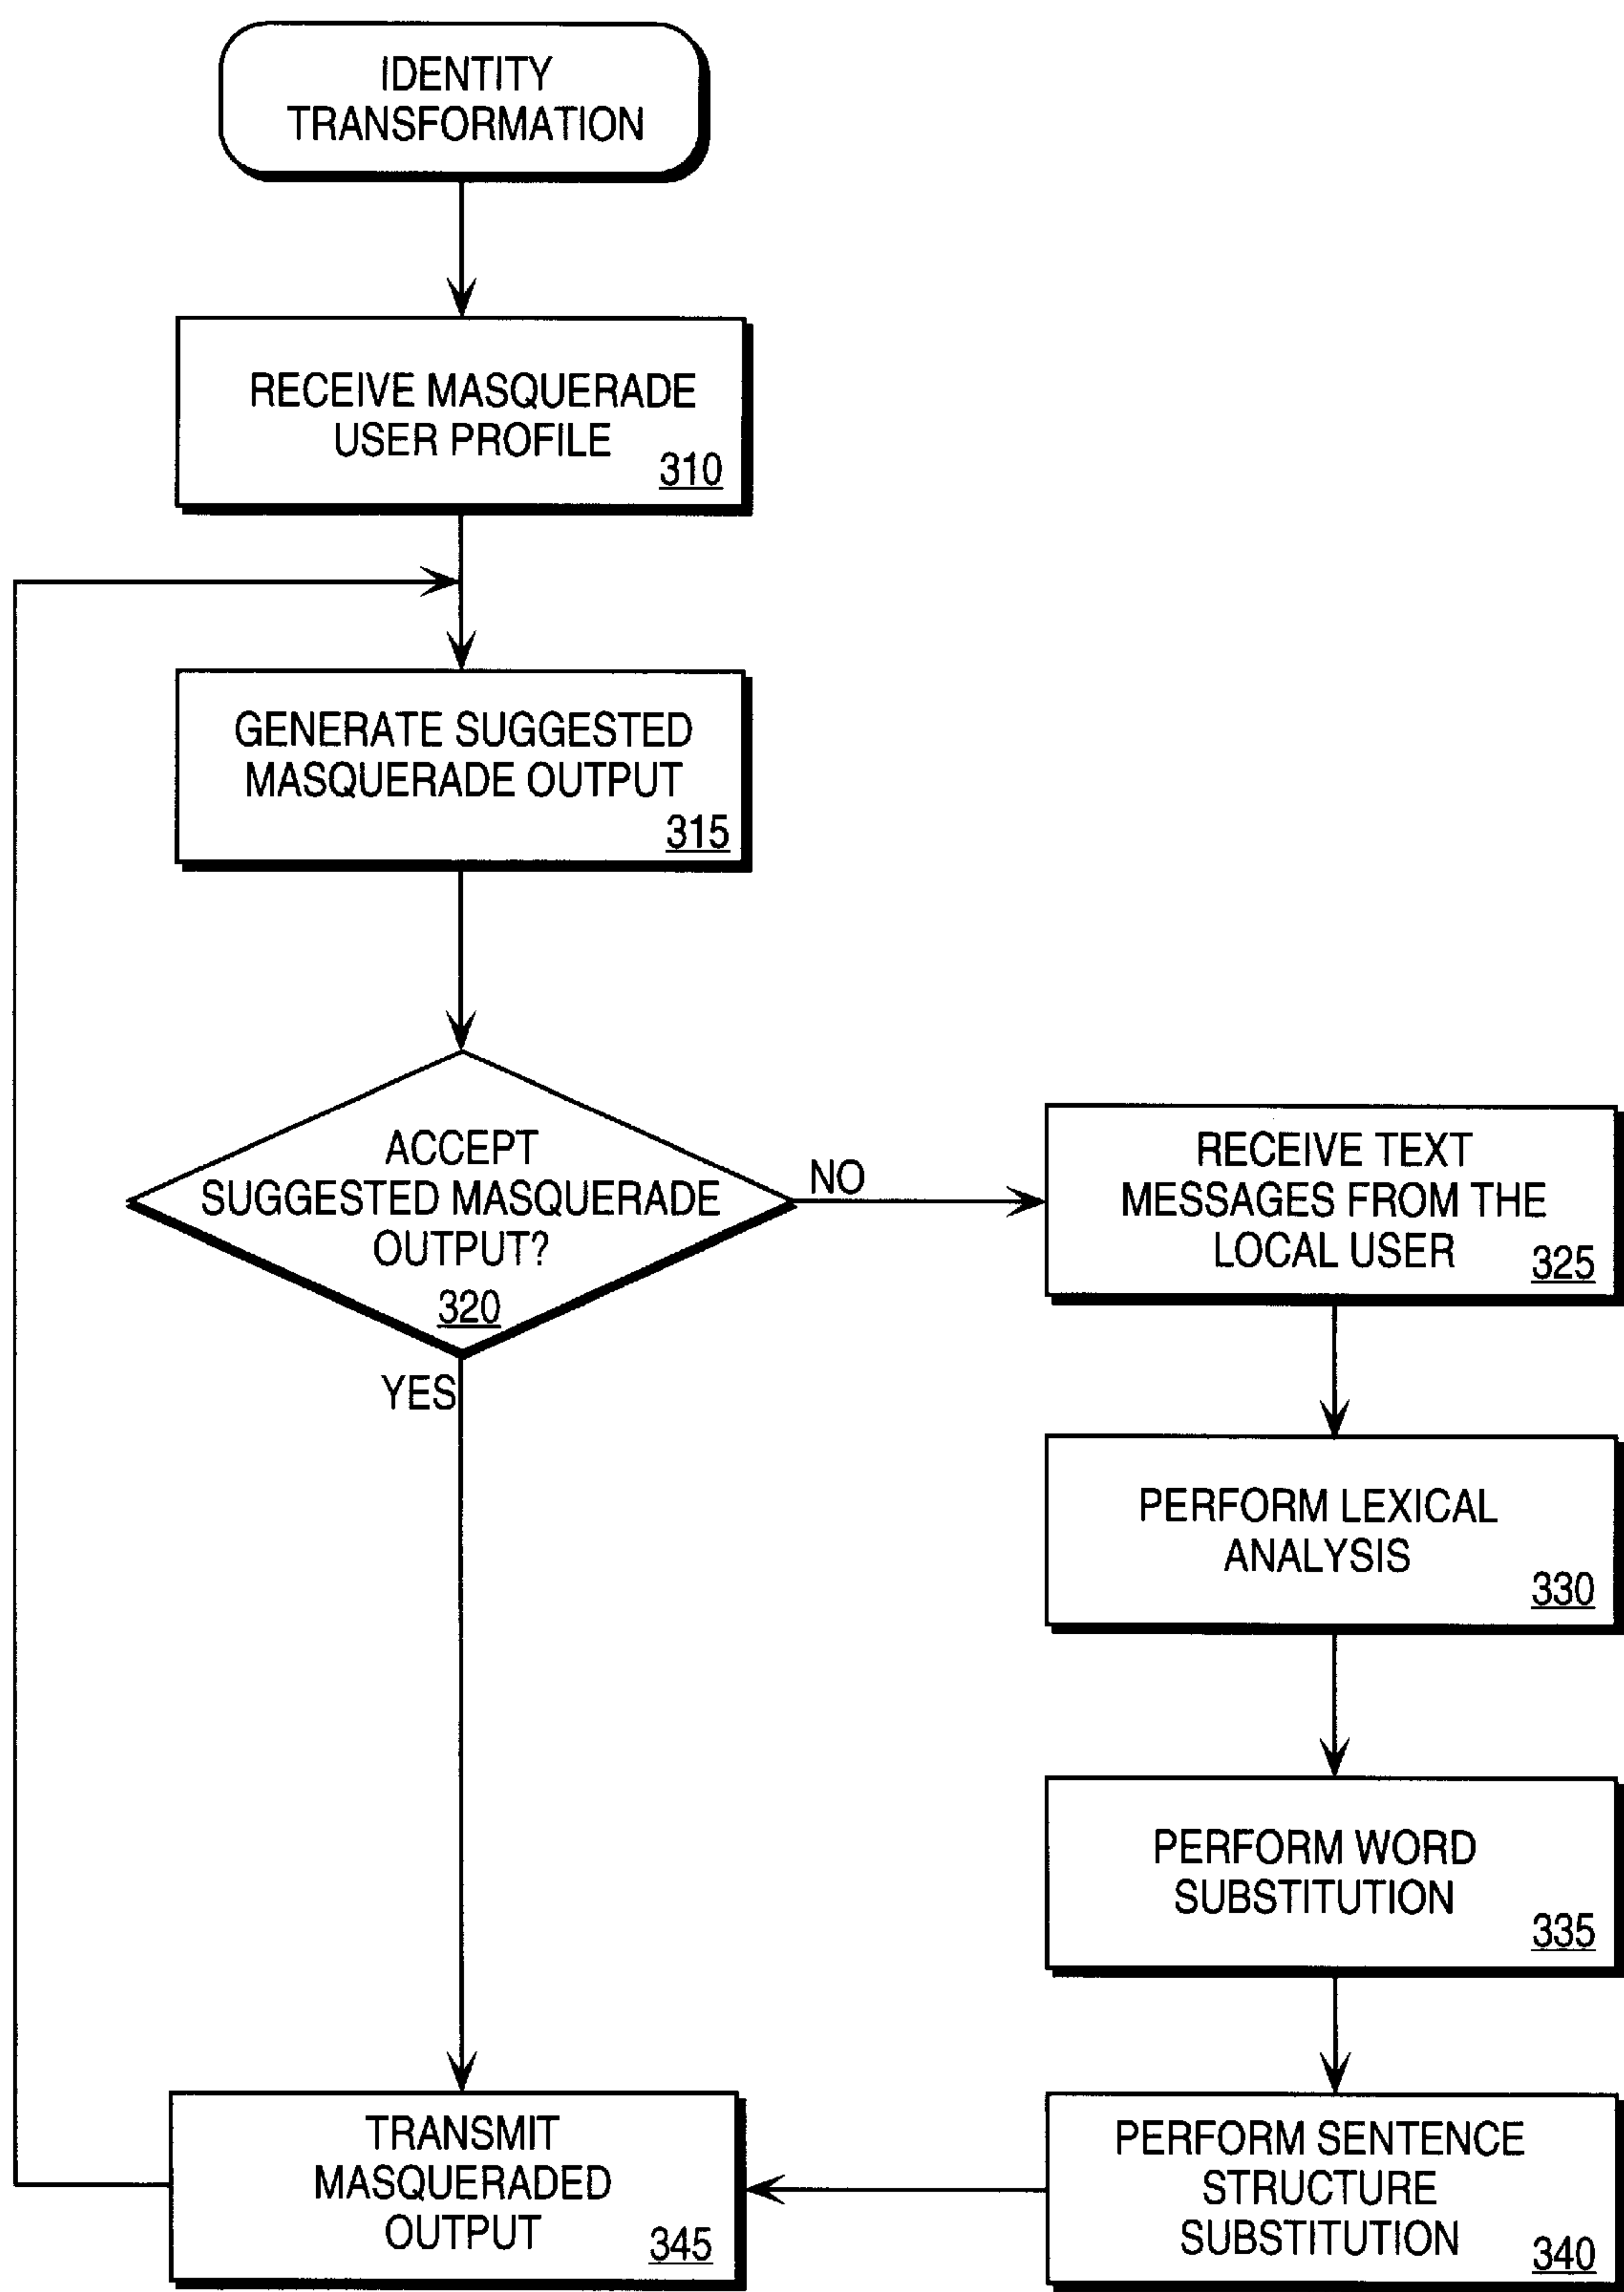 IDENTITY
TRANSFORMATION
RECEIVE MASQUERADE
USER PROFILE
310
GENERATE SUGGESTED
MASQUERADE OUTPUT
315
ACCEPT
SUGGESTED MASQUERADE
OUTPUT?
320
NO
YES
RECEIVE TEXT
MESSAGES FROM THE
LOCAL USER
325
PERFORM LEXICAL
ANALYSIS
330
PERFORM WORD
SUBSTITUTION
335
PERFORM SENTENCE
STRUCTURE
SUBSTITUTION
340
TRANSMIT
MASQUERADED
OUTPUT
345